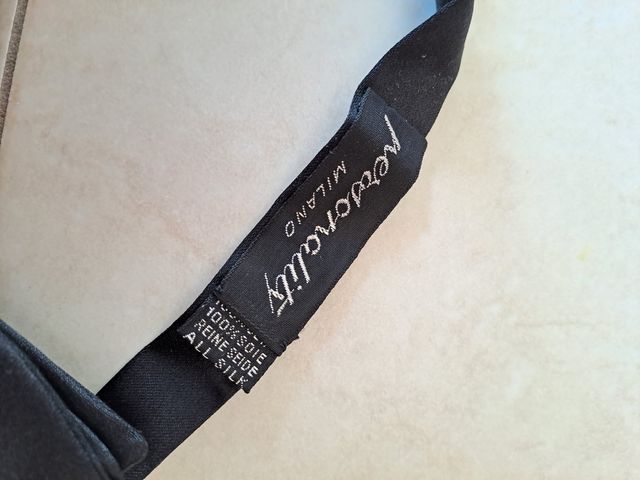 personality
MILANO
100% SOIE
REINE SEIDE
ALL SILK